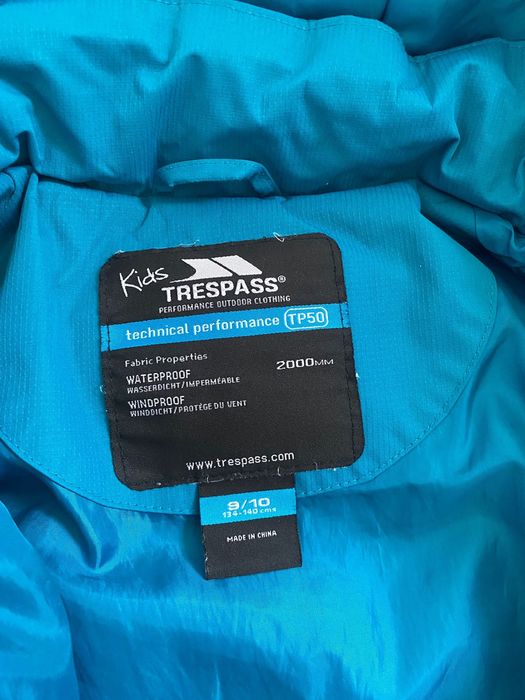 Kids
TRESPASS®
PERFORMANCE OUTDOOR CLOTHING
technical performance TP50
Fabric Properties
WATERPROOF 2000MM
WASSERDICHT/IMPERMÉABLE
WINDPROOF
WINDDICHT/PROTÈGE DU VENT
www.trespass.com
9/10
134-140 cms
MADE IN CHINA